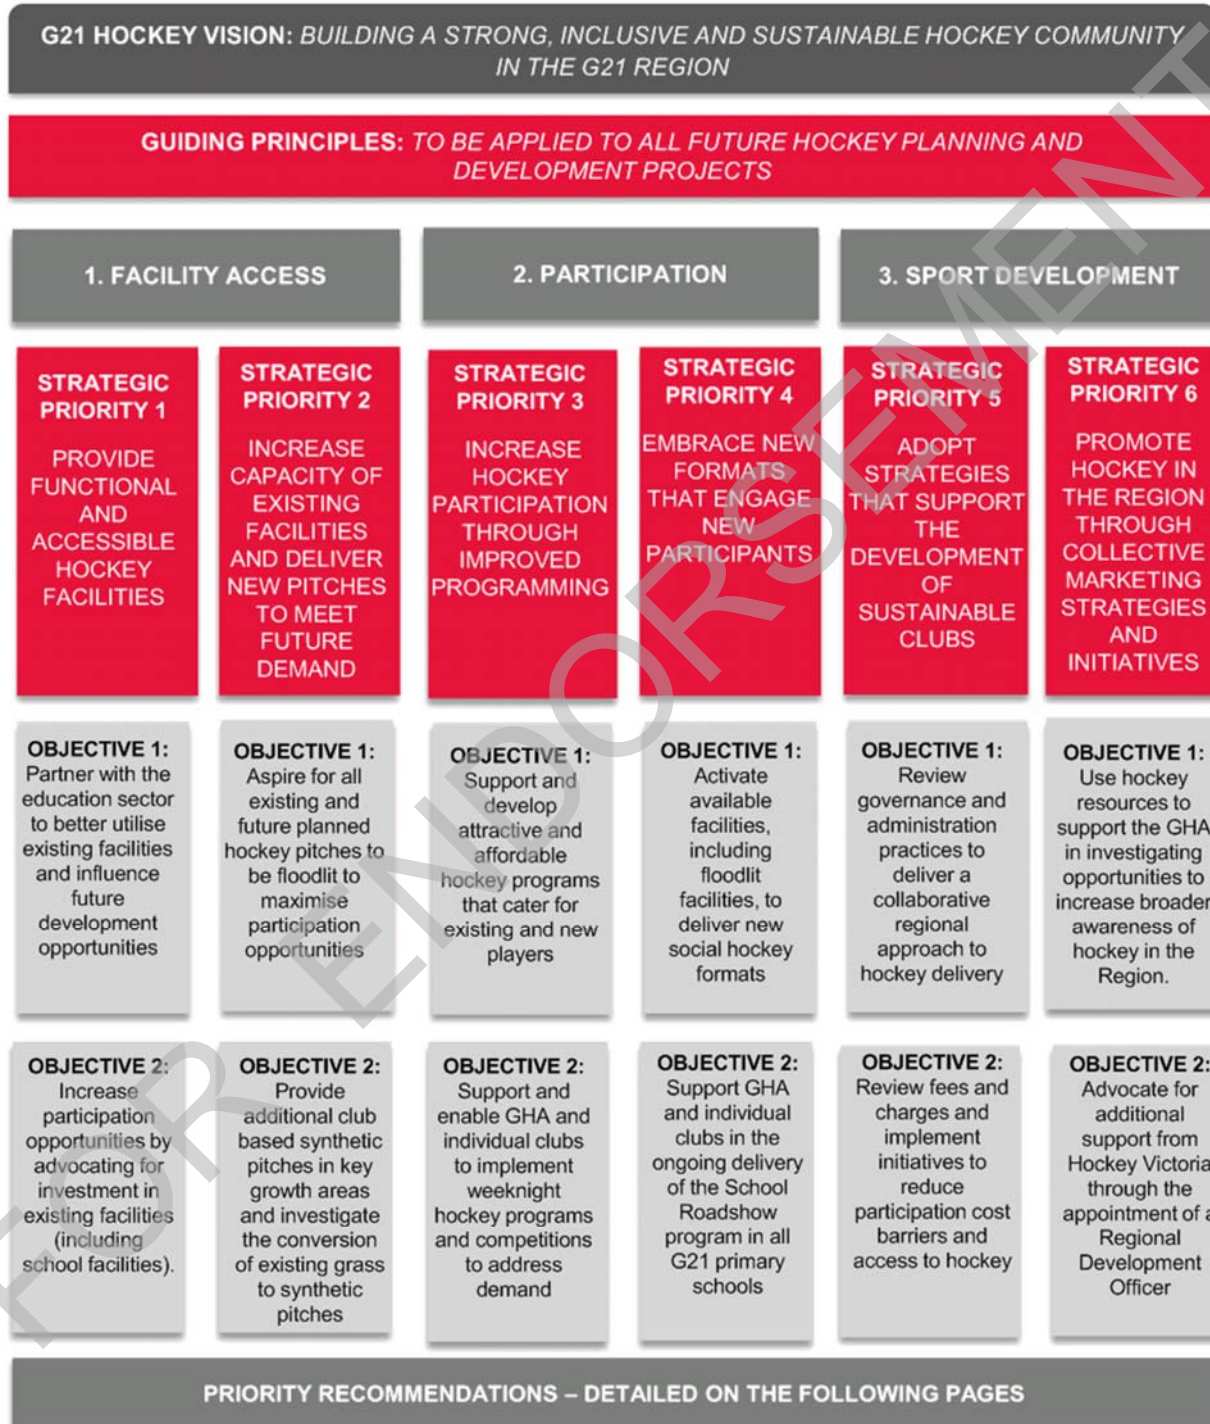 G21 HOCKEY VISION: BUILDING A STRONG, INCLUSIVE AND SUSTAINABLE HOCKEY COMMUNITY
IN THE G21 REGION
GUIDING PRINCIPLES: TO BE APPLIED TO ALL FUTURE HOCKEY PLANNING AND
DEVELOPMENT PROJECTS
1. FACILITY ACCESS
2. PARTICIPATION
3. SPORT DEVELOPMENT
STRATEGIC
PRIORITY 1
PROVIDE
FUNCTIONAL
AND
ACCESSIBLE
HOCKEY
FACILITIES
STRATEGIC
PRIORITY 2
INCREASE
CAPACITY OF
EXISTING
FACILITIES
AND DELIVER
NEW PITCHES
TO MEET
FUTURE
DEMAND
STRATEGIC
PRIORITY 3
INCREASE
HOCKEY
PARTICIPATION
THROUGH
IMPROVED
PROGRAMMING
STRATEGIC
PRIORITY 4
EMBRACE NEW
FORMATS
THAT ENGAGE
NEW
PARTICIPANTS
STRATEGIC
PRIORITY 5
ADOPT
STRATEGIES
THAT SUPPORT
THE
DEVELOPMENT
OF
SUSTAINABLE
CLUBS
STRATEGIC
PRIORITY 6
PROMOTE
HOCKEY IN
THE REGION
THROUGH
COLLECTIVE
MARKETING
STRATEGIES
AND
INITIATIVES
OBJECTIVE 1:
Partner with the
education sector
to better utilise
existing facilities
and influence
future
development
opportunities
OBJECTIVE 1:
Aspire for all
existing and
future planned
hockey pitches to
be floodlit to
maximise
participation
opportunities
OBJECTIVE 1:
Support and
develop
attractive and
affordable
hockey programs
that cater for
existing and new
players
OBJECTIVE 1:
Activate
available
facilities,
including
floodlit
facilities, to
deliver new
social hockey
formats
OBJECTIVE 1:
Review
governance and
administration
practices to
deliver a
collaborative
regional
approach to
hockey delivery
OBJECTIVE 1:
Use hockey
resources to
support the GHA
in investigating
opportunities to
increase broader
awareness of
hockey in the
Region.
OBJECTIVE 2:
Increase
participation
opportunities by
advocating for
investment in
existing facilities
(including
school facilities).
OBJECTIVE 2:
Provide
additional club
based synthetic
pitches in key
growth areas
and investigate
the conversion
of existing grass
to synthetic
pitches
OBJECTIVE 2:
Support and
enable GHA and
individual clubs
to implement
weeknight
hockey programs
and competitions
to address
demand
OBJECTIVE 2:
Support GHA
and individual
clubs in the
ongoing delivery
of the School
Roadshow
program in all
G21 primary
schools
OBJECTIVE 2:
Review fees and
charges and
implement
initiatives to
reduce
participation cost
barriers and
access to hockey
OBJECTIVE 2:
Advocate for
additional
support from
Hockey Victoria
through the
appointment of a
Regional
Development
Officer
PRIORITY RECOMMENDATIONS – DETAILED ON THE FOLLOWING PAGES
FOR ENDORSEMENT